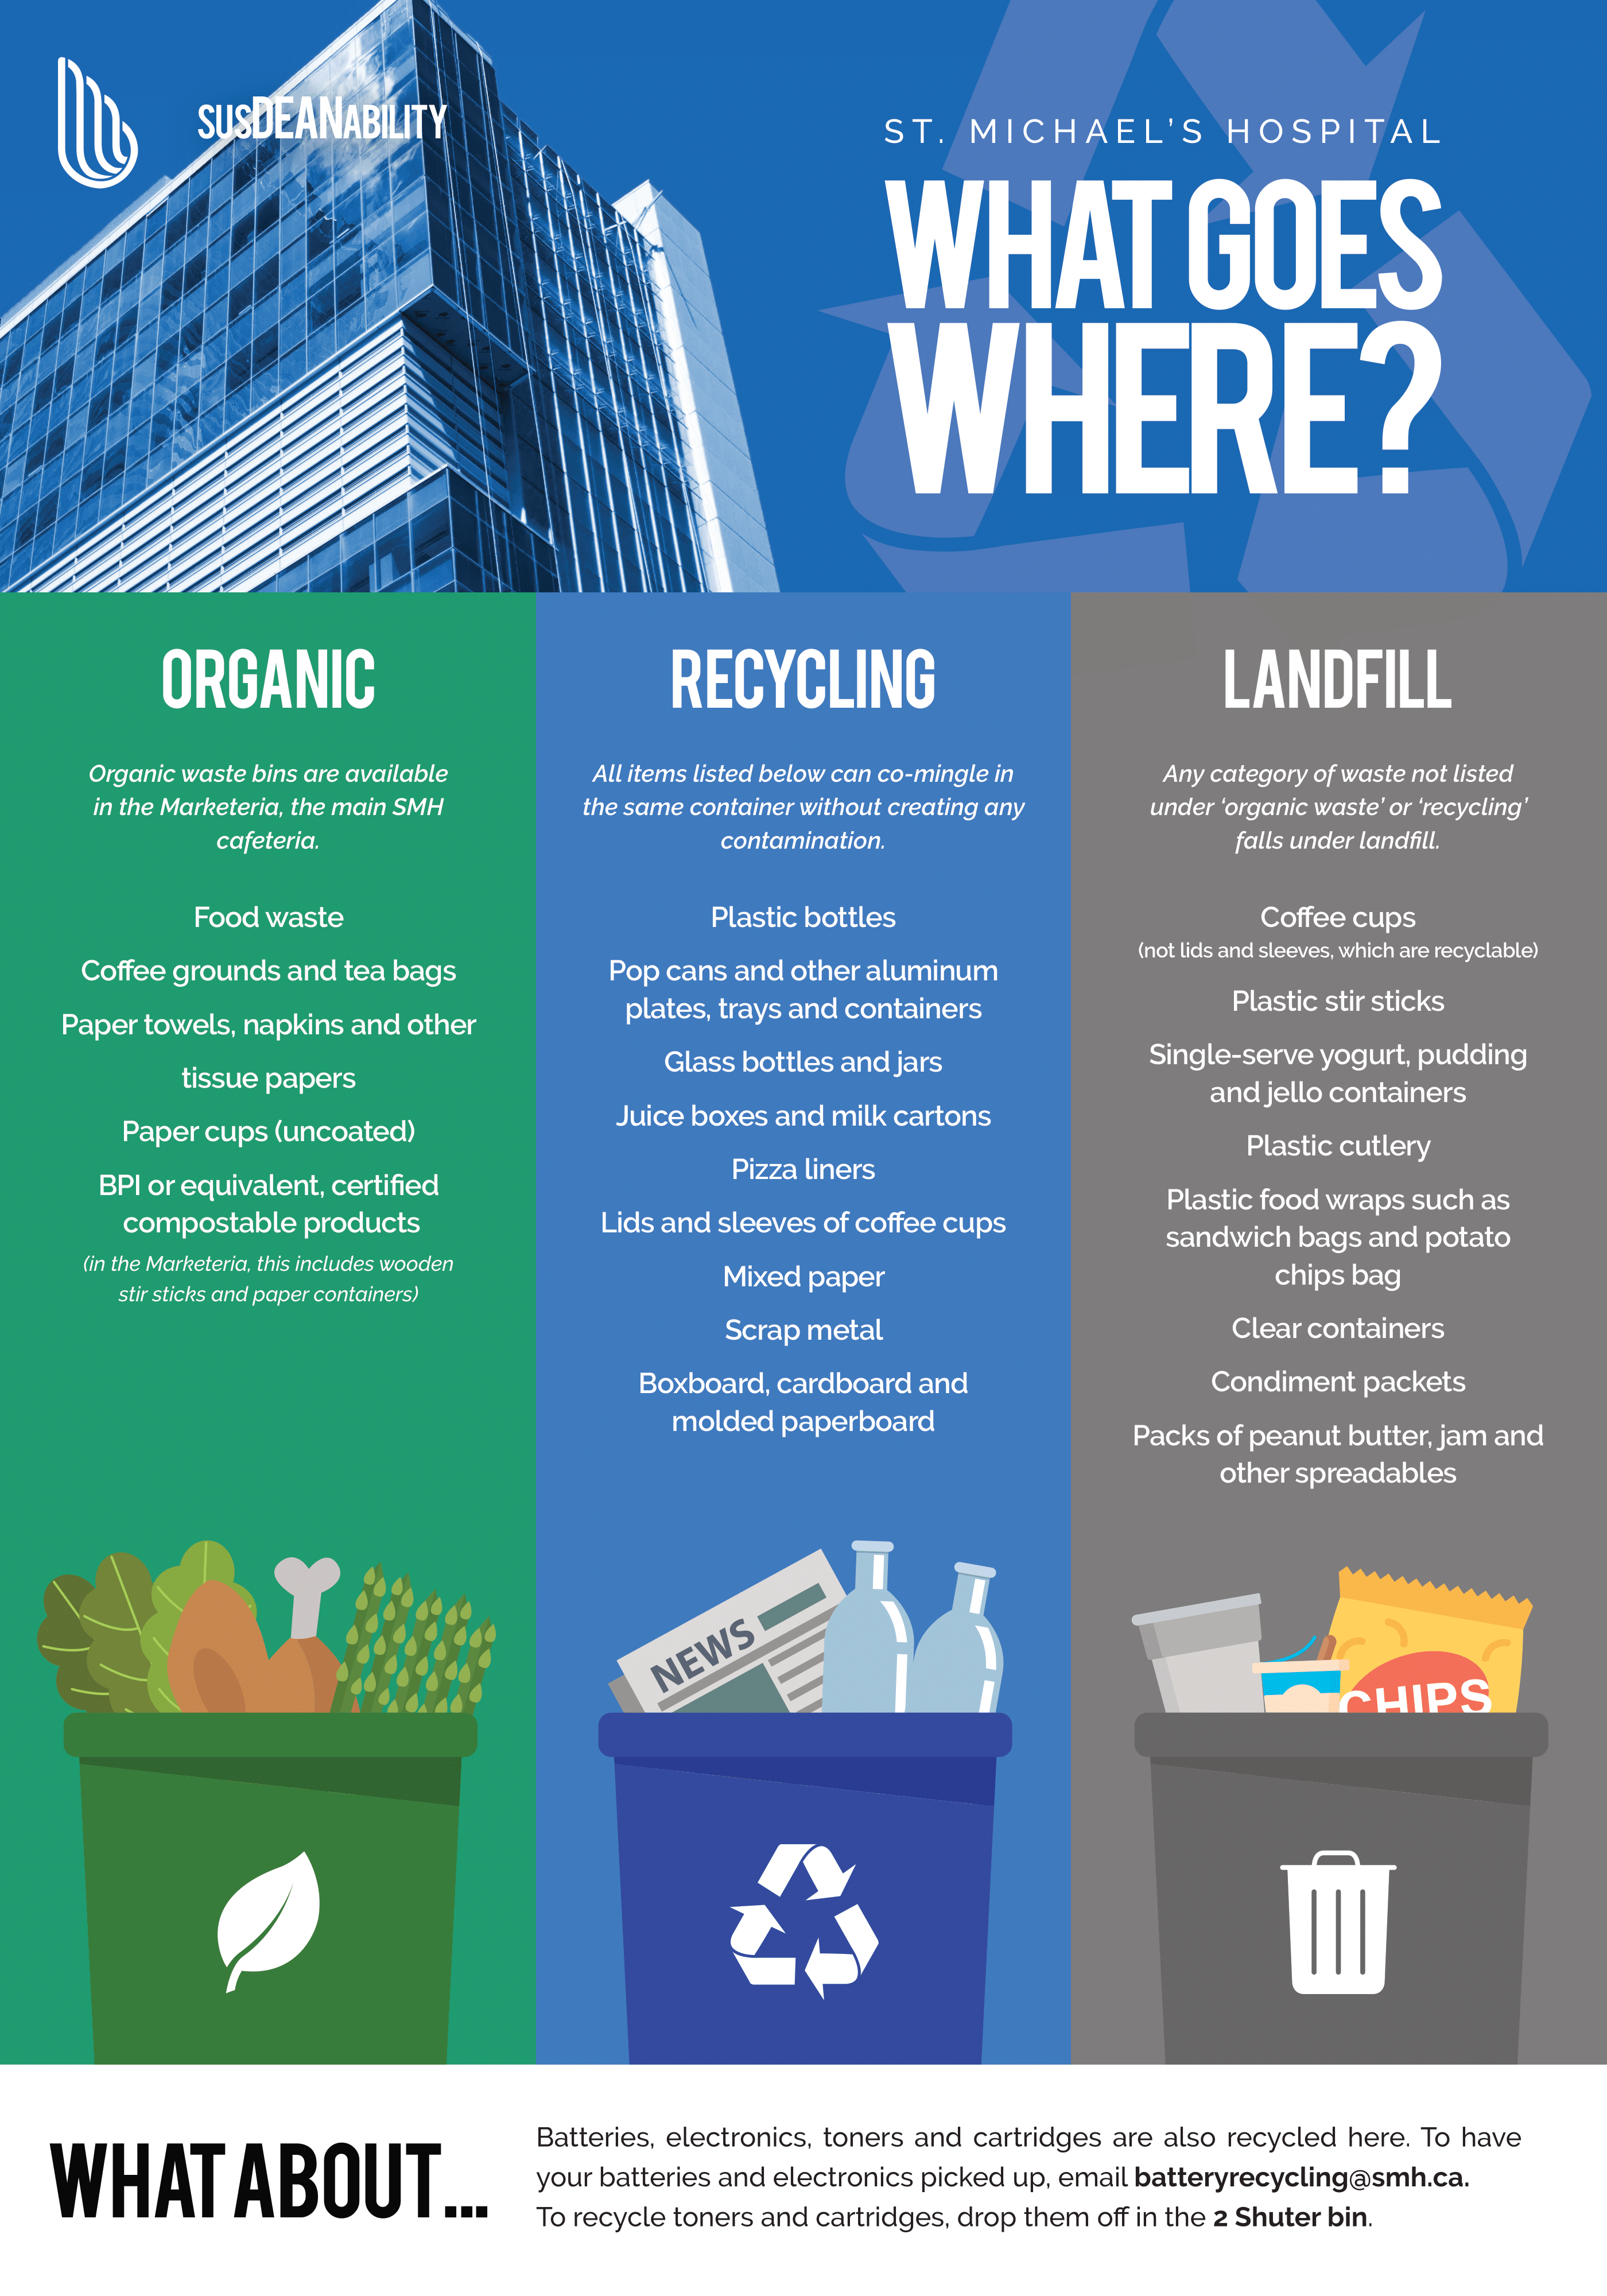 SUSDEANABILITY
ST. MICHAEL'S HOSPITAL
WHAT GOES
WHERE?
ORGANIC
Organic waste bins are available
in the Marketeria, the main SMH
cafeteria.
Food waste
Coffee grounds and tea bags
Paper towels, napkins and other
tissue papers
Paper cups (uncoated)
BPI or equivalent, certified
compostable products
(in the Marketeria, this includes wooden
stir sticks and paper containers)
RECYCLING
All items listed below can co-mingle in
the same container without creating any
contamination.
Plastic bottles
Pop cans and other aluminum
plates, trays and containers
Glass bottles and jars
Juice boxes and milk cartons
Pizza liners
Lids and sleeves of coffee cups
Mixed paper
Scrap metal
Boxboard, cardboard and
molded paperboard
NEWS
LANDFILL
Any category of waste not listed
under ‘organic waste’ or ‘recycling’
falls under landfill.
Coffee cups
(not lids and sleeves, which are recyclable)
Plastic stir sticks
Single-serve yogurt, pudding
and jello containers
Plastic cutlery
Plastic food wraps such as
sandwich bags and potato
chips bag
Clear containers
Condiment packets
Packs of peanut butter, jam and
other spreadables
CHIPS
WHAT ABOUT...
Batteries, electronics, toners and cartridges are also recycled here. To have
your batteries and electronics picked up, email batteryrecycling@smh.ca.
To recycle toners and cartridges, drop them off in the 2 Shuter bin.